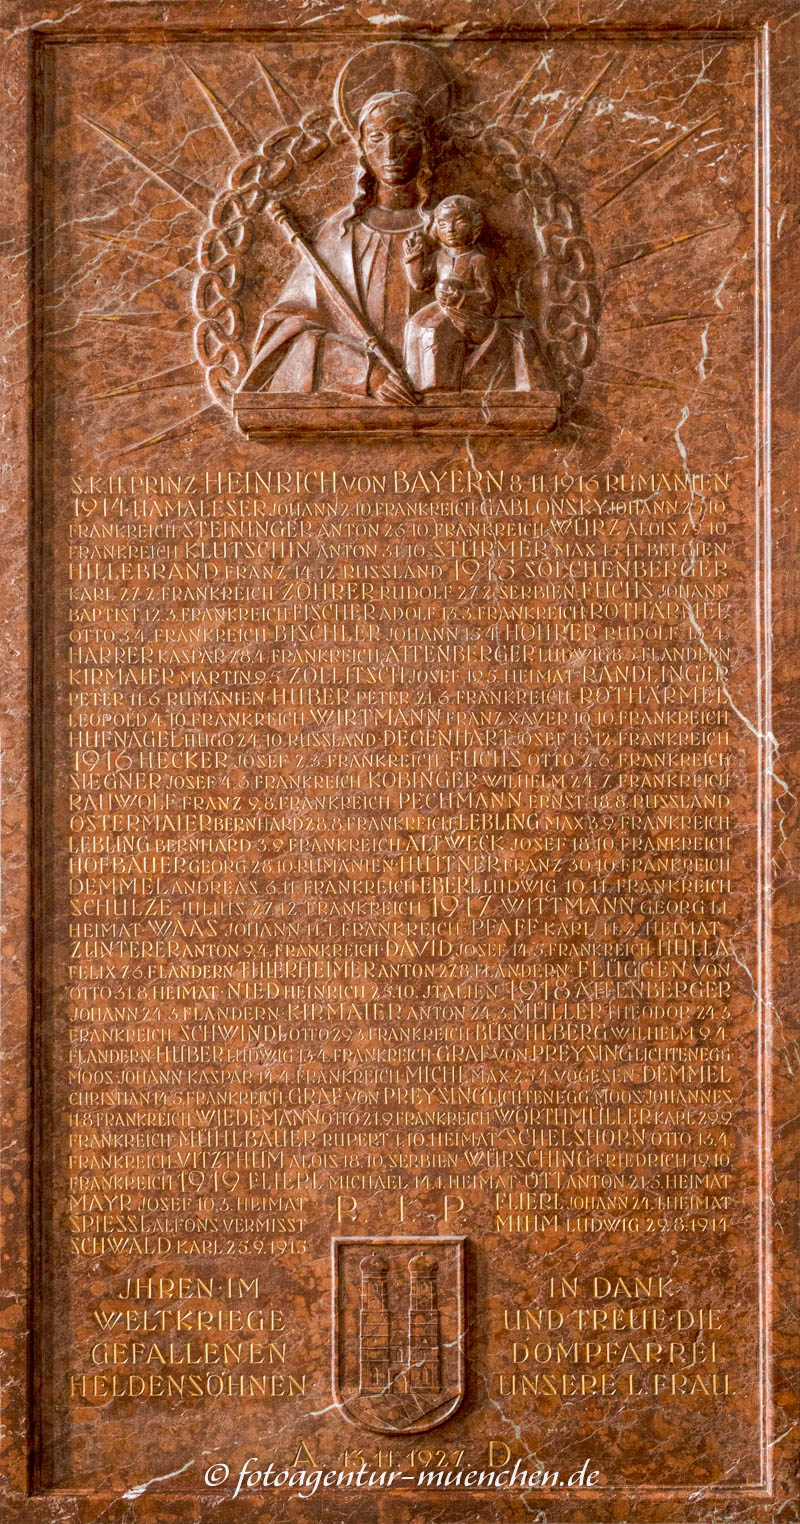 S.K.H. PRINZ HEINRICH VON BAYERN 8.11.1916 RUMÄNIEN
1914 HAMALESER JOHANN 2.10. FRANKREICH GABLONSKY JOHANN 25.10.
FRANKREICH STEININGER ANTON 26.10. FRANKREICH WÜRZ ALOIS 29.10.
FRANKREICH KLUTSCHIN ANTON 31.10. STÜRMER MAX 15.11. BELGIEN
HILLEBRAND FRANZ 14.12. RUSSLAND 1915 SOLCHENBERGER
KARL 27.2. FRANKREICH ZÖHRER RUDOLF 27.2. SERBIEN FUCHS JOHANN
BAPTIST 12.3. FRANKREICH FISCHER ADOLF 13.3. FRANKREICH ROTHÄRMEL
OTTO 3.4. FRANKREICH BISCHLER JOHANN 15.4. HÖHRER RUDOLF 15.4.
HARRER KASPAR 28.4. FRANKREICH ATTENBERGER LUDWIG 8.5. FLANDERN
KIRMAIER MARTIN 9.5. ZOLLITSCH JOSEF 19.5. HEIMAT RANDLINGER
PETER 11.6. RUMÄNIEN HUBER PETER 21.6. FRANKREICH ROTHÄRMEL
LEOPOLD 4.10. FRANKREICH WIRTMANN FRANZ XAVER 10.10. FRANKREICH
HUFNAGEL HUGO 24.10. RUSSLAND DEGENHART JOSEF 15.12. FRANKREICH
1916 HECKER JOSEF 2.3. FRANKREICH FUCHS OTTO 2.6. FRANKREICH
SIEGNER JOSEF 4.6. FRANKREICH KOBINGER WILHELM 24.7. FRANKREICH
RAUWOLF FRANZ 9.8. FRANKREICH PECHMANN ERNST 18.8. RUSSLAND
OSTERMAIER BERNHARD 28.8. FRANKREICH LEBLING MAX 3.9. FRANKREICH
LEBLING BERNHARD 3.9. FRANKREICH ALTWECK JOSEF 18.10. FRANKREICH
HOFBAUER GEORG 28.10. RUMÄNIEN HUTTNER FRANZ 30.10. FRANKREICH
DEMMEL ANDREAS 6.11. FRANKREICH EBERL LUDWIG 10.11. FRANKREICH
SCHULZE JULIUS 27.12. FRANKREICH 1917 WITTMANN GEORG 1.1.
HEIMAT WAAS JOHANN 11.1. FRANKREICH PFAFF KARL 11.2. HEIMAT
ZUNTERER ANTON 9.4. FRANKREICH DAVID JOSEF 14.5. FRANKREICH HULLA
FELIX 7.6. FLANDERN THIERHEIMER ANTON 27.8. FLANDERN FLÜGGEN VON
OTTO 31.8. HEIMAT NIED HEINRICH 25.10. JTALIEN 1918 ATTENBERGER
JOHANN 24.3. FLANDERN KIRMAIER ANTON 24.3. MÜLLER THEODOR 24.3.
FRANKREICH SCHWINDL OTTO 29.3. FRANKREICH BUSCHLBERG WILHELM 9.4.
FLANDERN HUBER LUDWIG 13.4. FRANKREICH GRAF VON PREYSING LICHTENEGG
MOOS JOHANN KASPAR 14.4. FRANKREICH MICHL MAX 25.4. VOGESEN DEMMEL
CHRISTIAN 14.5. FRANKREICH GRAF VON PREYSING LICHTENEGG MOOS JOHANNES
11.8. FRANKREICH WIEDEMANN OTTO 21.9. FRANKREICH WÖRTHMÜLLER KARL 29.9.
FRANKREICH MÜHLBAUER RUPERT 1.10. HEIMAT SCHELSHORN OTTO 13.4.
FRANKREICH VITZTHUM ALOIS 18.10. SERBIEN WÜRSCHING FRIEDRICH 19.10.
FRANKREICH 1919 FLIERL MICHAEL 14.1. HEIMAT OTT ANTON 21.5. HEIMAT
MAYR JOSEF 10.3. HEIMAT R. I. P. FLIERL JOHANN 24.1. HEIMAT
SPIESSL ALFONS VERMISST MIHM LUDWIG 29.8.1914
SCHWALD KARL 25.9.1915
JHREN IM
WELTKRIEGE
GEFALLENEN
HELDENSÖHNEN
IN DANK
UND TREUE DIE
DOMPFARREI
UNSERE L. FRAU.
A. 13.11.1927. D.
© fotoagentur-muenchen.de